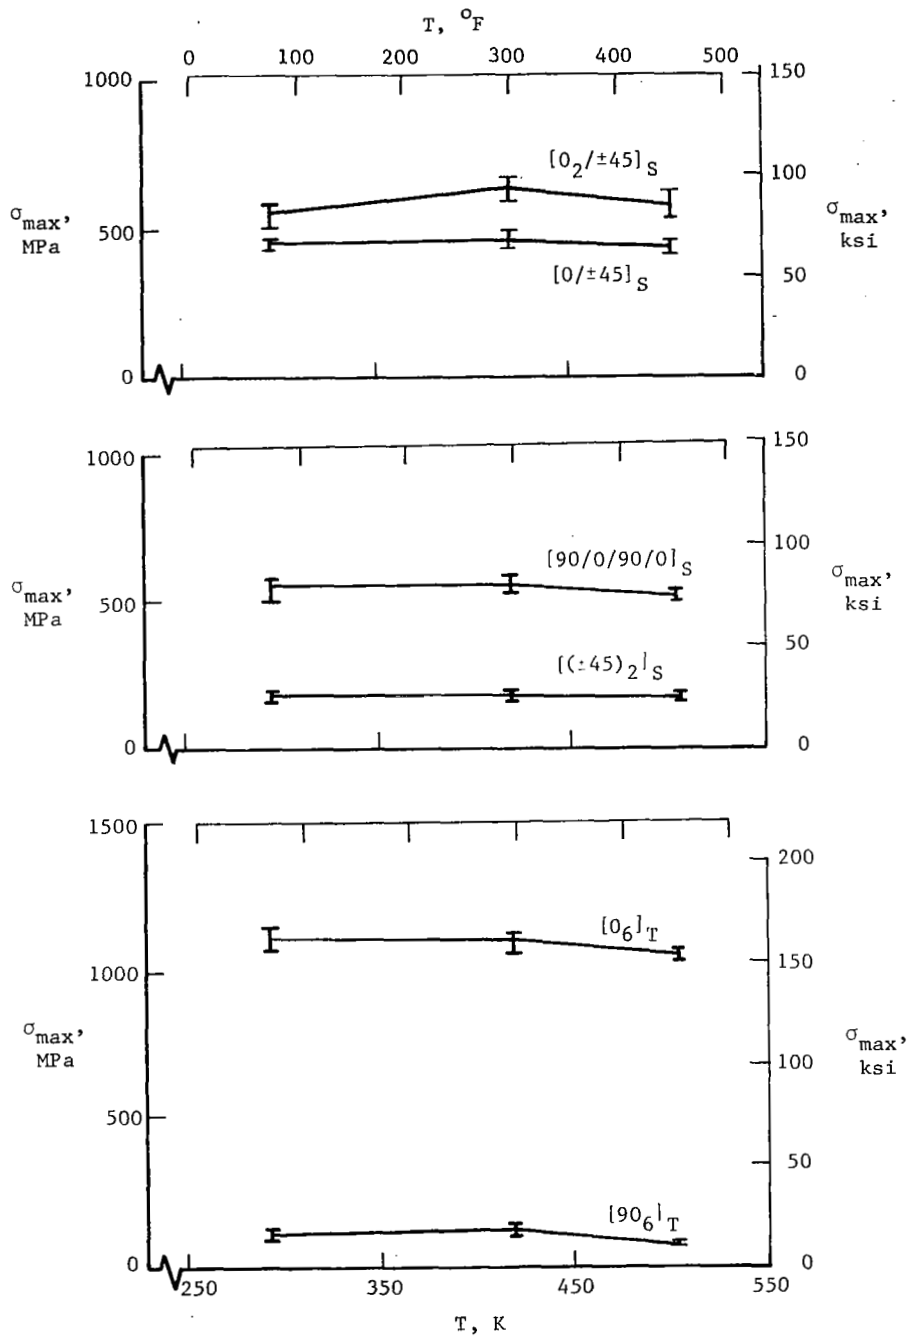 T, °F
0 100 200 300 400 500
1000
150
[0₂/±45]S
100
σmax,
MPa
500
σmax,
ksi
[0/±45]S
50
0
0
1000
150
[90/0/90/0]S
100
σmax,
MPa
500
σmax,
ksi
[(±45)₂]S
50
0
0
1500
200
[0₆]T
1000
150
σmax,
MPa
σmax,
ksi
100
500
50
[90₆]T
0
0
250 350 450 550
T, K